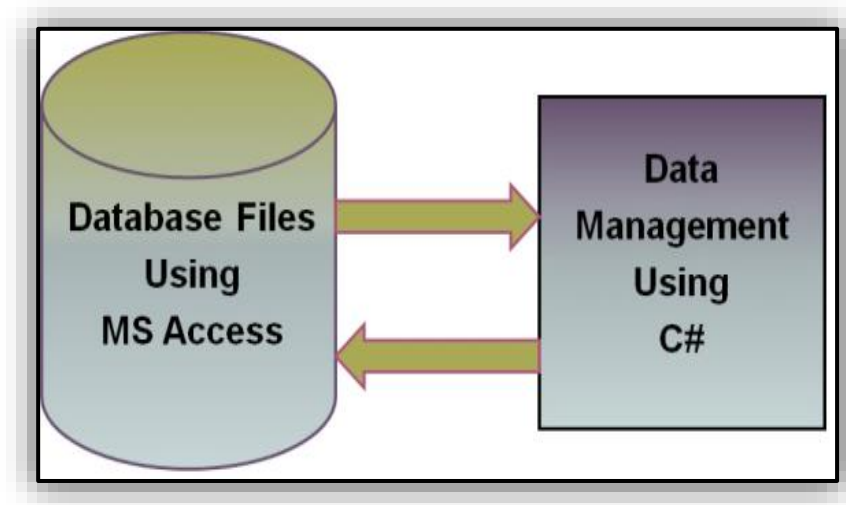 Database Files
Using
MS Access
Data
Management
Using
C#